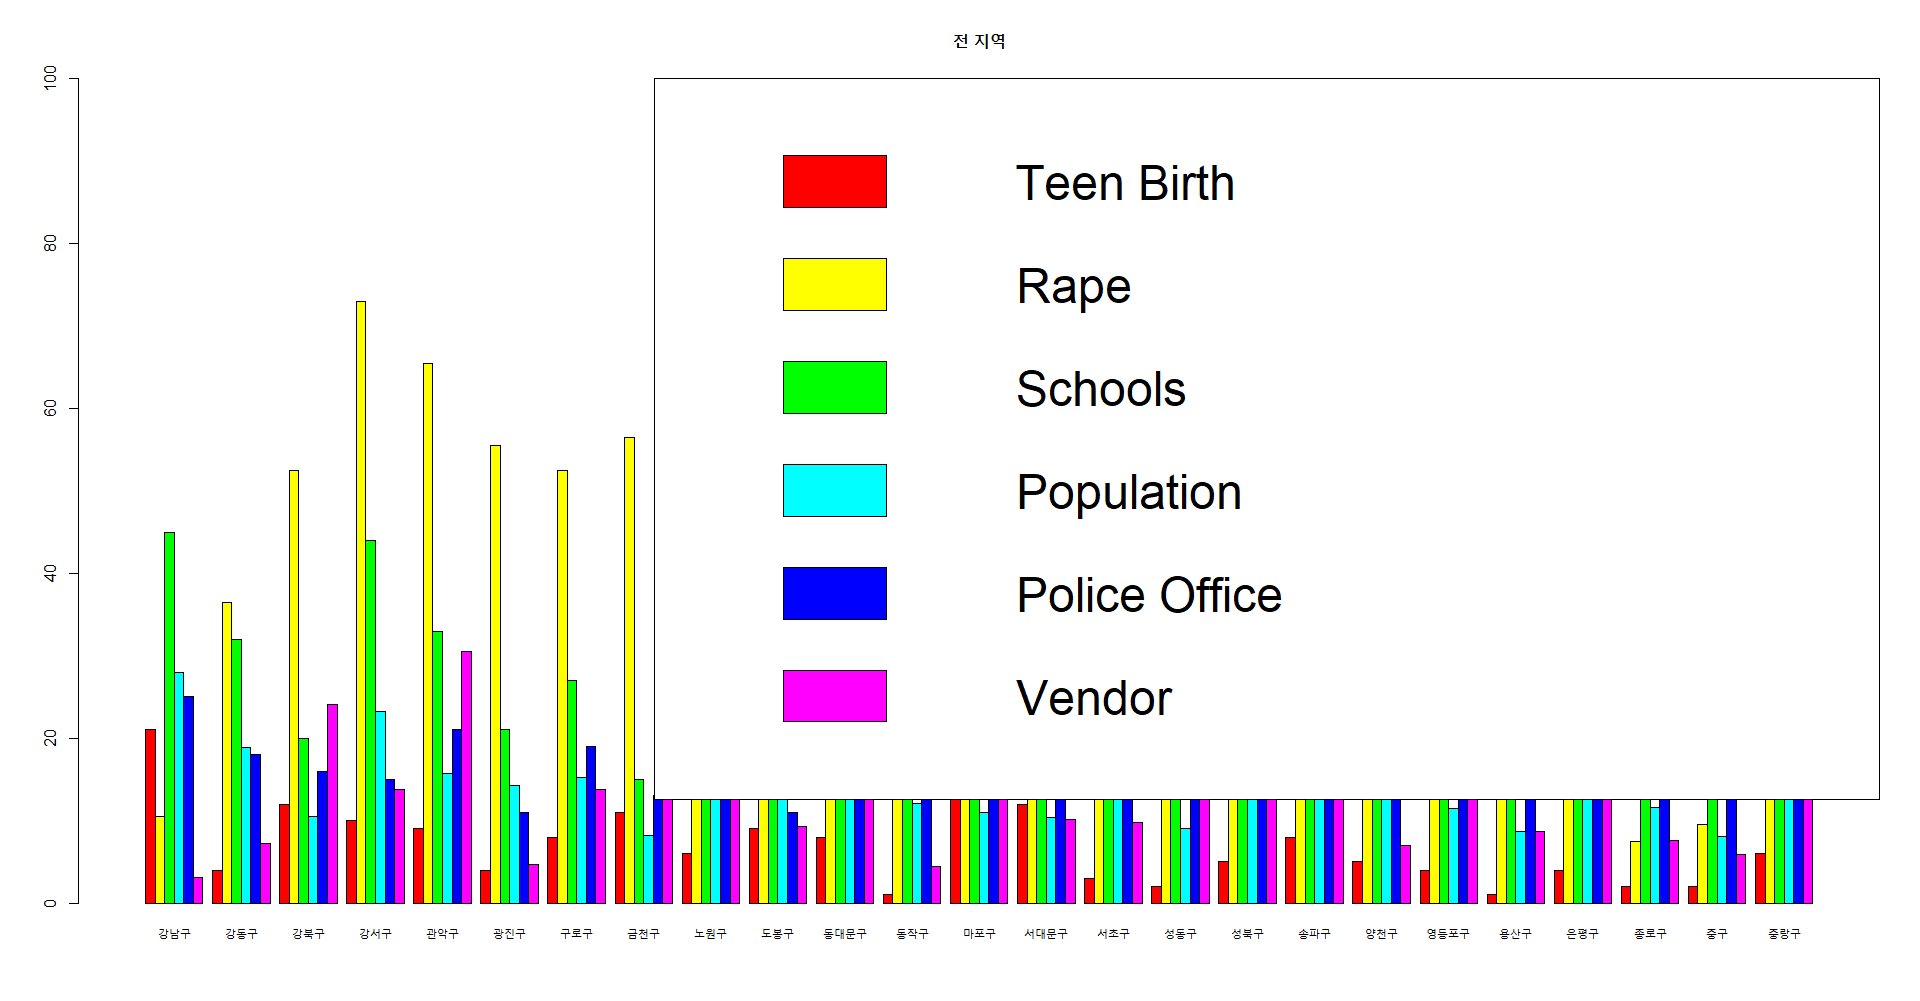 전 지역
100
80
60
40
20
0
Teen Birth
Rape
Schools
Population
Police Office
Vendor
강남구 강동구 강북구 강서구 관악구 광진구 구로구 금천구 노원구 도봉구 동대문구 동작구 마포구 서대문구 서초구 성동구 성북구 송파구 양천구 영등포구 용산구 은평구 종로구 중구 중랑구